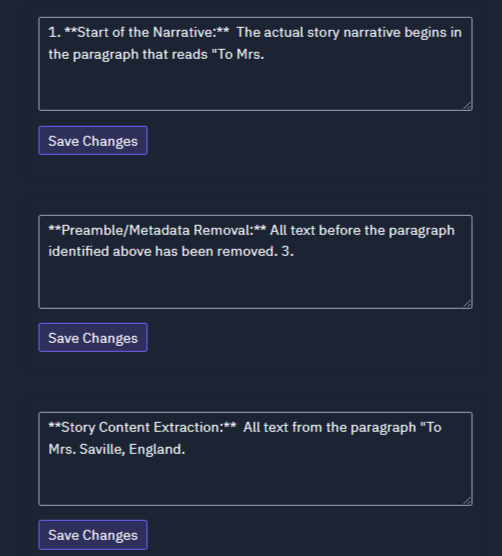 1. **Start of the Narrative:**  The actual story narrative begins in
the paragraph that reads "To Mrs.
Save Changes
**Preamble/Metadata Removal:** All text before the paragraph
identified above has been removed. 3.
Save Changes
**Story Content Extraction:**  All text from the paragraph "To
Mrs. Saville, England.
Save Changes